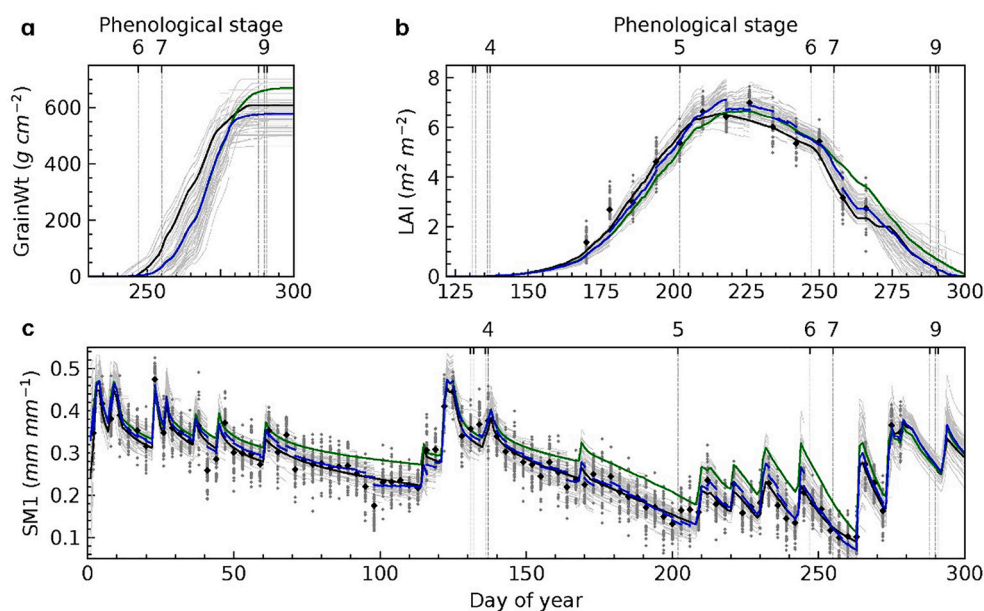 a
Phenological stage
6 7 9
GrainWt (g cm⁻²)
600
400
200
0
250 300
b
Phenological stage
4 5 6 7 9
LAI (m² m⁻²)
8
6
4
2
0
125 150 175 200 225 250 275 300
c
4 5 6 7 9
SM1 (mm mm⁻¹)
0.5
0.4
0.3
0.2
0.1
0 50 100 150 200 250 300
Day of year